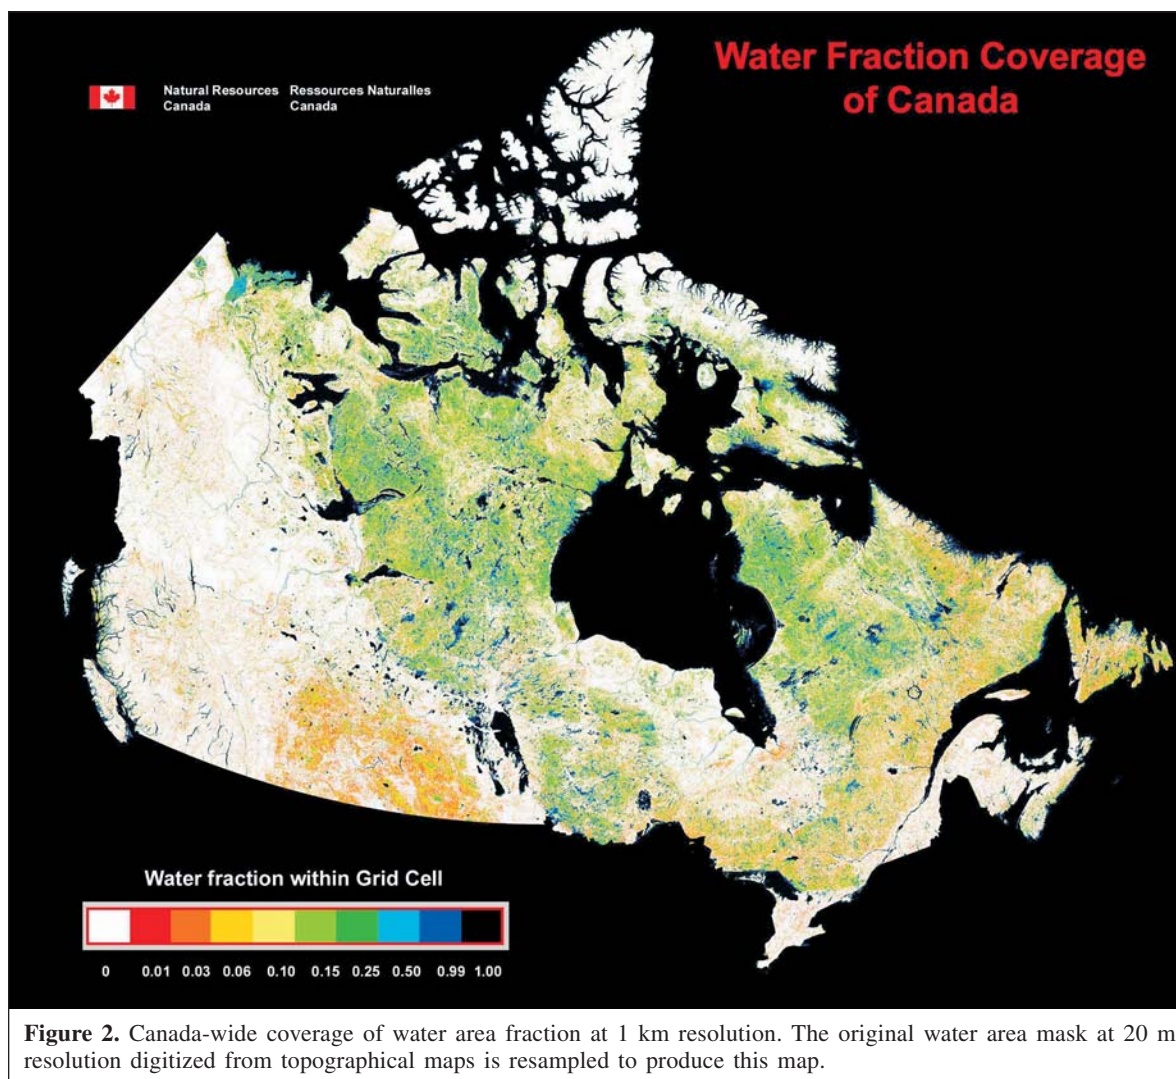 Water Fraction Coverage
of Canada
Natural Resources Ressources Naturalles
Canada Canada
Water fraction within Grid Cell
0 0.01 0.03 0.06 0.10 0.15 0.25 0.50 0.99 1.00
Figure 2. Canada-wide coverage of water area fraction at 1 km resolution. The original water area mask at 20 m
resolution digitized from topographical maps is resampled to produce this map.